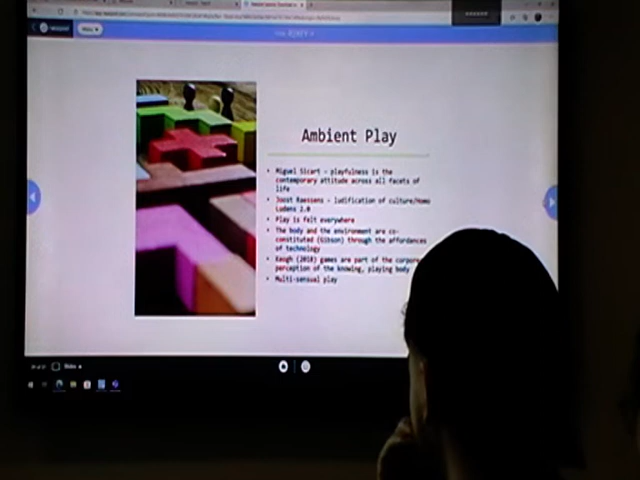 Menu
Ambient Play
• Miguel Sicart - playfulness is the
contemporary attitude across all facets of
life
• Joost Raessens - ludification of culture/Homo
Ludens 2.0
• Play is felt everywhere
• The body and the environment are co-
constituted (Gibson) through the affordances
of technology
• Keogh (2018) games are part of the
perception of the knowing, playing body
• Multi-sensual play
Slides